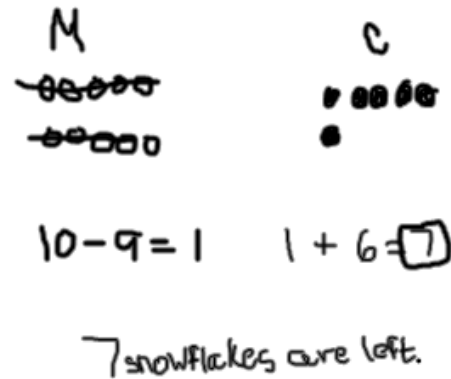 M C
10 - 9 = 1 1 + 6 = 7
7 snowflakes are left.